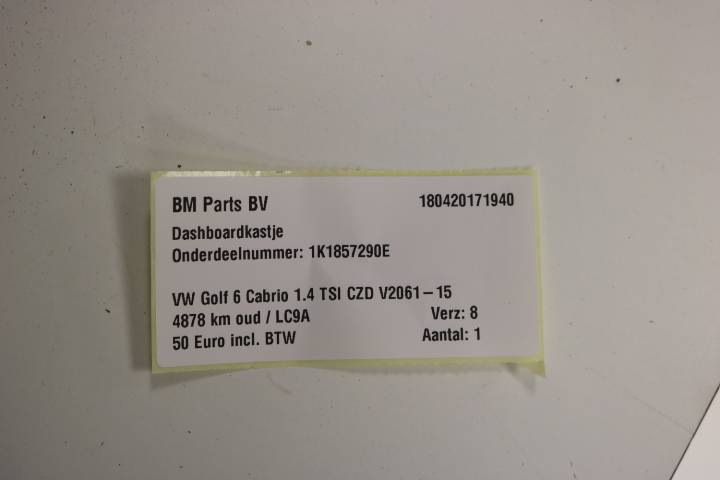 BM Parts BV 180420171940
Dashboardkastje
Onderdeelnummer: 1K1857290E
VW Golf 6 Cabrio 1.4 TSI CZD V2061-15
4878 km oud / LC9A Verz: 8
50 Euro incl. BTW Aantal: 1